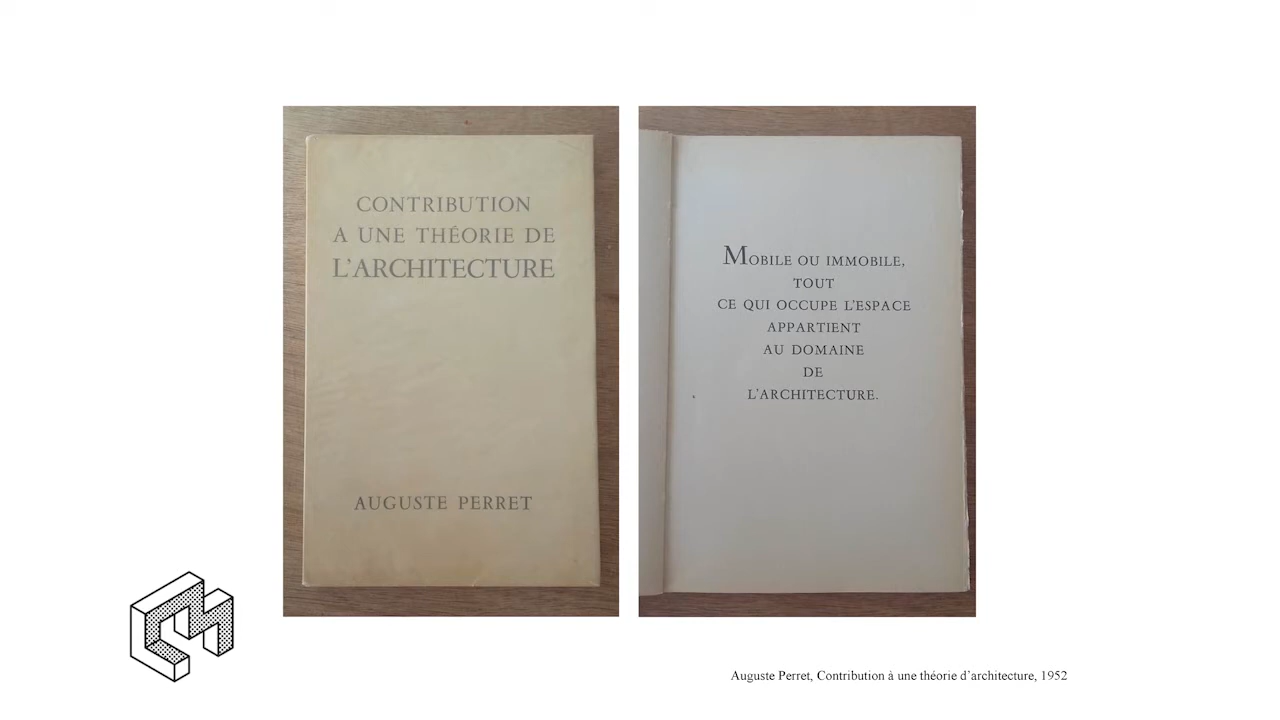 CONTRIBUTION
A UNE THÉORIE DE
L'ARCHITECTURE
AUGUSTE PERRET
MOBILE OU IMMOBILE,
TOUT
CE QUI OCCUPE L'ESPACE
APPARTIENT
AU DOMAINE
DE
L'ARCHITECTURE.
Auguste Perret, Contribution à une théorie d'architecture, 1952